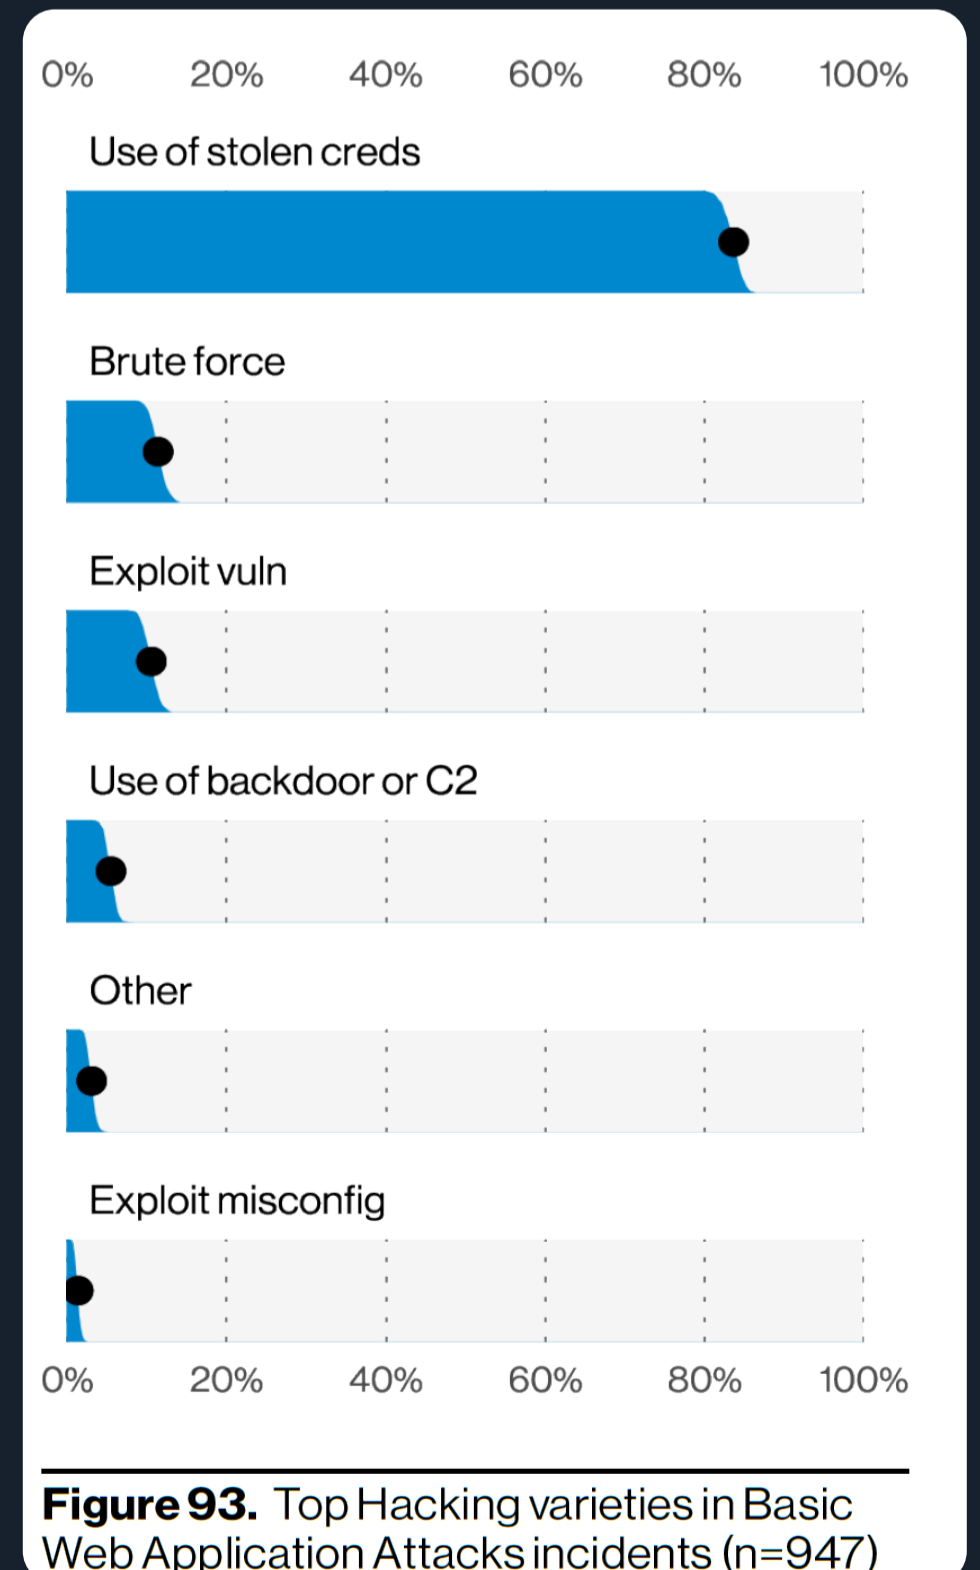 0% 20% 40% 60% 80% 100%
Use of stolen creds
Brute force
Exploit vuln
Use of backdoor or C2
Other
Exploit misconfig
0% 20% 40% 60% 80% 100%
Figure 93. Top Hacking varieties in Basic
Web Application Attacks incidents (n=947)